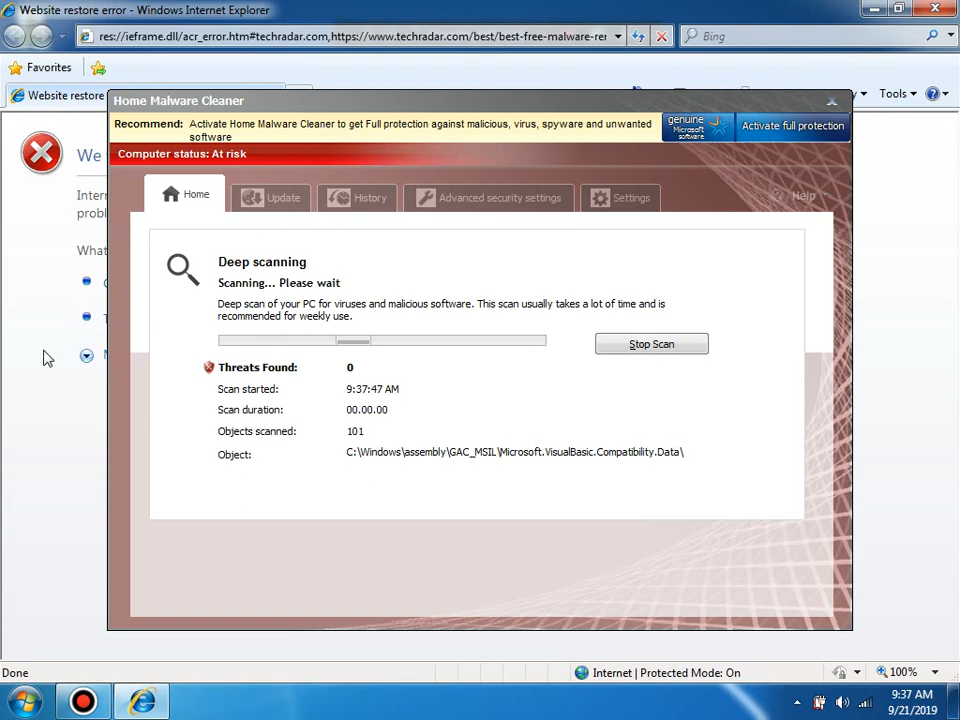 Website restore error - Windows Internet Explorer
res://ieframe.dll/acr_error.htm#techradar.com,https://www.techradar.com/best/best-free-malware-rer
Bing
Favorites
Website restore
Tools
Home Malware Cleaner
Recommend: Activate Home Malware Cleaner to get Full protection against malicious, virus, spyware and unwanted
software
genuine
Microsoft
software
Activate full protection
Computer status: At risk
We
Intern
probl
What
Home
Update
History
Advanced security settings
Settings
Help
Deep scanning
Scanning... Please wait
Deep scan of your PC for viruses and malicious software. This scan usually takes a lot of time and is
recommended for weekly use.
Stop Scan
Threats Found: 0
Scan started: 9:37:47 AM
Scan duration: 00.00.00
Objects scanned: 101
Object: C:\Windows\assembly\GAC_MSIL\Microsoft.VisualBasic.Compatibility.Data\
Done
Internet | Protected Mode: On
100%
9:37 AM
9/21/2019